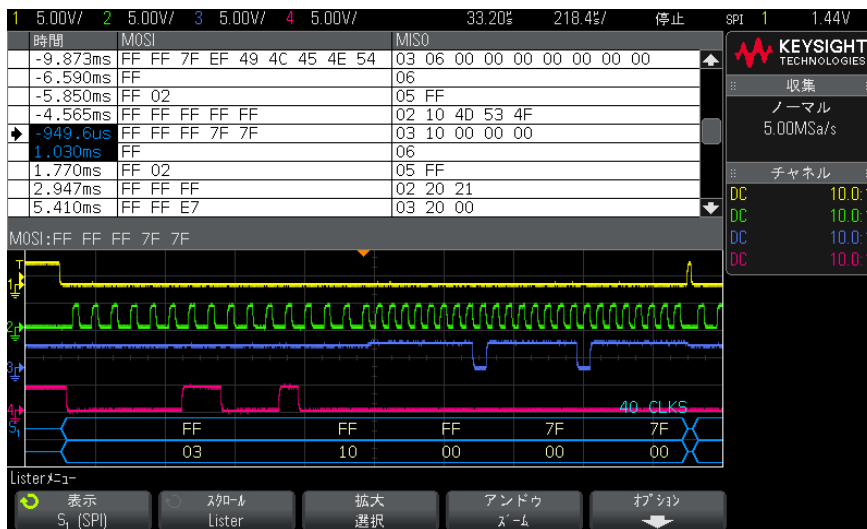 1 5.00V/ 2 5.00V/ 3 5.00V/ 4 5.00V/ 33.20ʊs 218.4ʊs/ 停止 SPI 1 1.44V
時間 MOSI MISO
-9.873ms FF FF 7F EF 49 4C 45 4E 54 03 06 00 00 00 00 00 00 00
-6.590ms FF 06
-5.850ms FF 02 05 FF
-4.565ms FF FF FF FF FF 02 10 4D 53 4F
-949.6us FF FF FF 7F 7F 03 10 00 00 00
1.030ms FF 06
1.770ms FF 02 05 FF
2.947ms FF FF FF 02 20 21
5.410ms FF FF E7 03 20 00
MOSI:FF FF FF 7F 7F
KEYSIGHT
TECHNOLOGIES
収集
ノーマル
5.00MSa/s
チャネル
DC 10.0:
DC 10.0:
DC 10.0:
DC 10.0:
T
1
2
3
4
40 CLKS
S1 FF FF FF 7F 7F
03 10 00 00 00
Listerメニュー
表示 スクロール 拡大 アンドゥ オプション
S1 (SPI) Lister 選択 ズーム